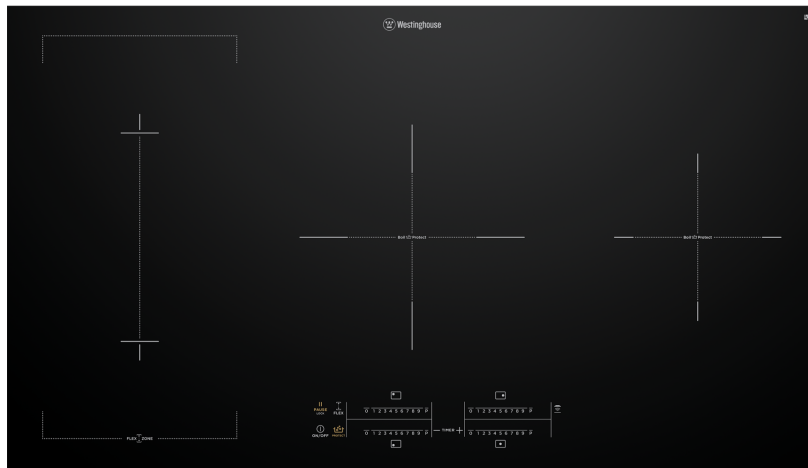 Westinghouse
Boil Protect
Boil Protect
PAUSE
LOCK
FLEX
0 1 2 3 4 5 6 7 8 9 P
0 1 2 3 4 5 6 7 8 9 P
ON/OFF
PROTECT
0 1 2 3 4 5 6 7 8 9 P
— TIMER +
0 1 2 3 4 5 6 7 8 9 P
FLEX ZONE